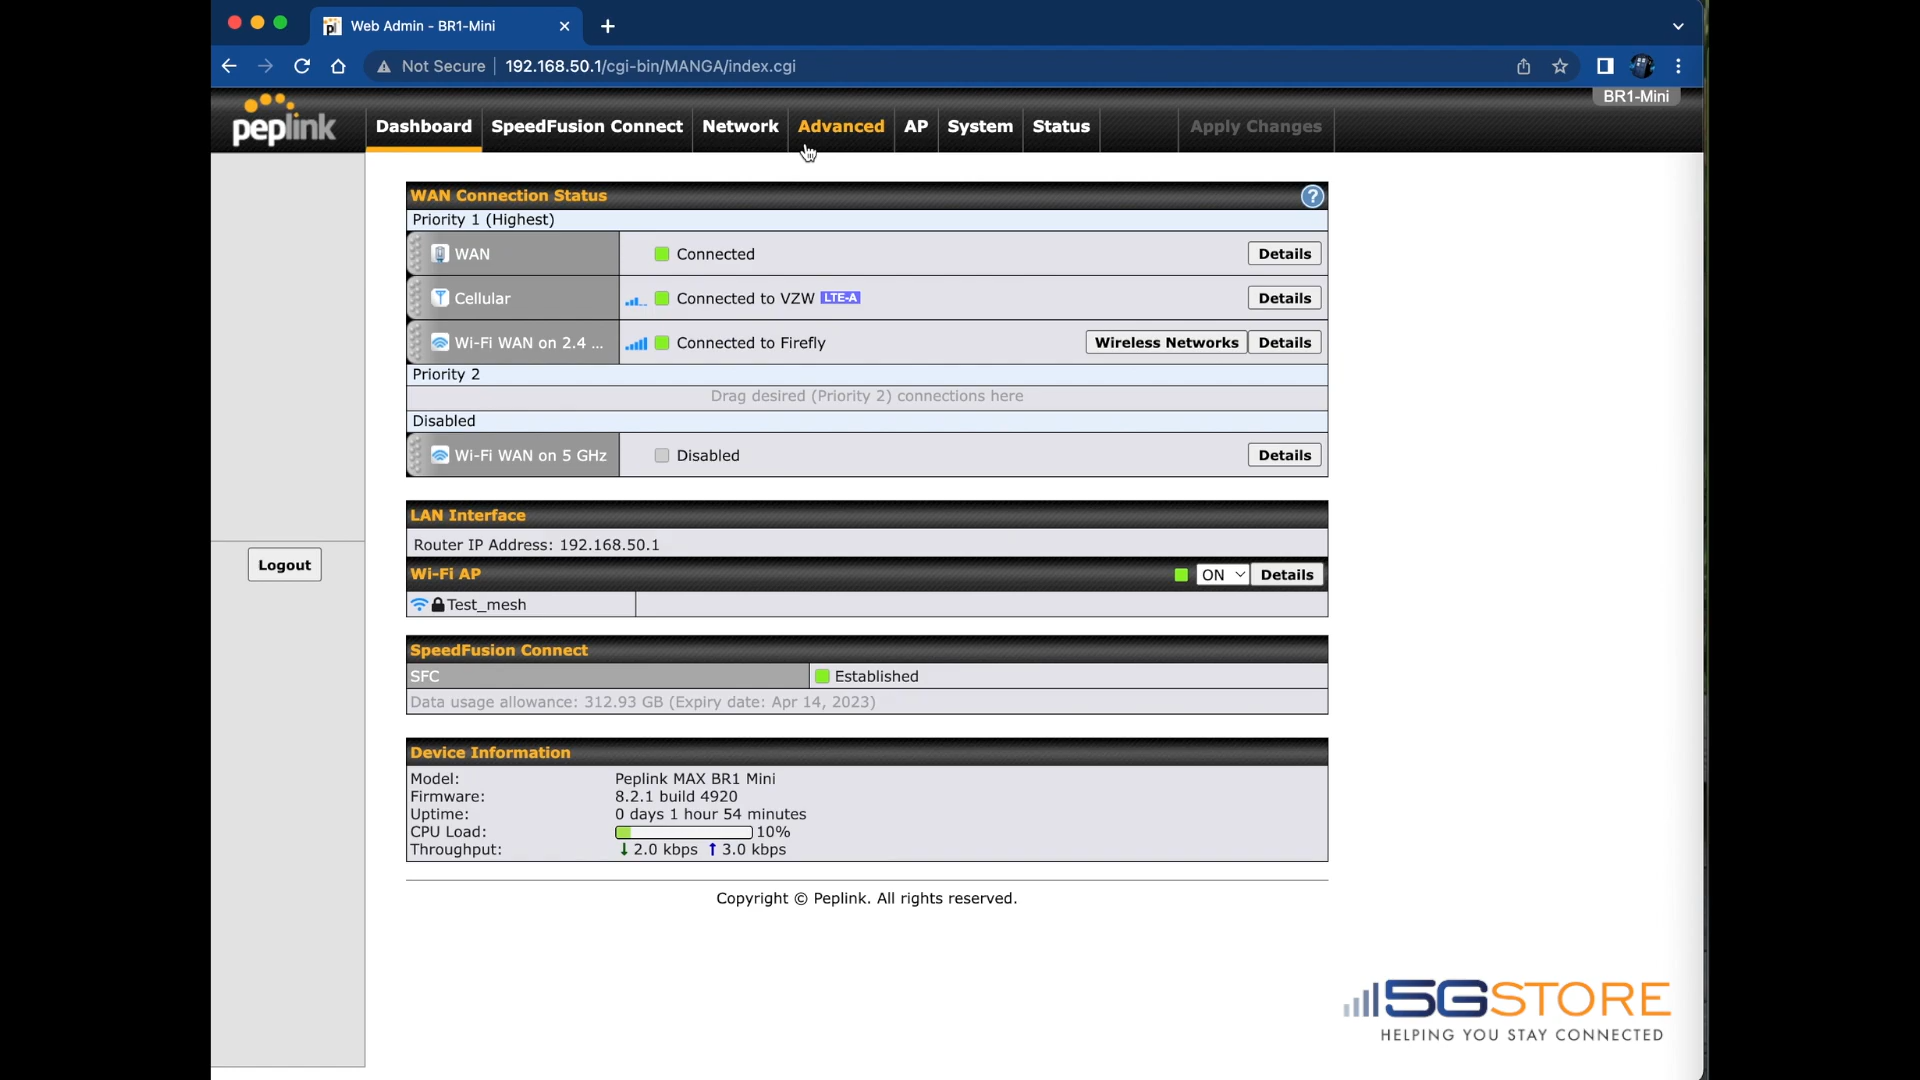 Web Admin - BR1-Mini
Not Secure 192.168.50.1/cgi-bin/MANGA/index.cgi
BR1-Mini
peplink Dashboard SpeedFusion Connect Network Advanced AP System Status Apply Changes
WAN Connection Status ?
Priority 1 (Highest)
WAN Connected Details
Cellular Connected to VZW LTE-A Details
Wi-Fi WAN on 2.4 ... Connected to Firefly Wireless Networks Details
Priority 2
Drag desired (Priority 2) connections here
Disabled
Wi-Fi WAN on 5 GHz Disabled Details
LAN Interface
Router IP Address: 192.168.50.1
Logout
Wi-Fi AP ON Details
Test_mesh
SpeedFusion Connect
SFC Established
Data usage allowance: 312.93 GB (Expiry date: Apr 14, 2023)
Device Information
Model: Peplink MAX BR1 Mini
Firmware: 8.2.1 build 4920
Uptime: 0 days 1 hour 54 minutes
CPU Load: 10%
Throughput: ↓ 2.0 kbps ↑ 3.0 kbps
Copyright © Peplink. All rights reserved.
5GSTORE
HELPING YOU STAY CONNECTED